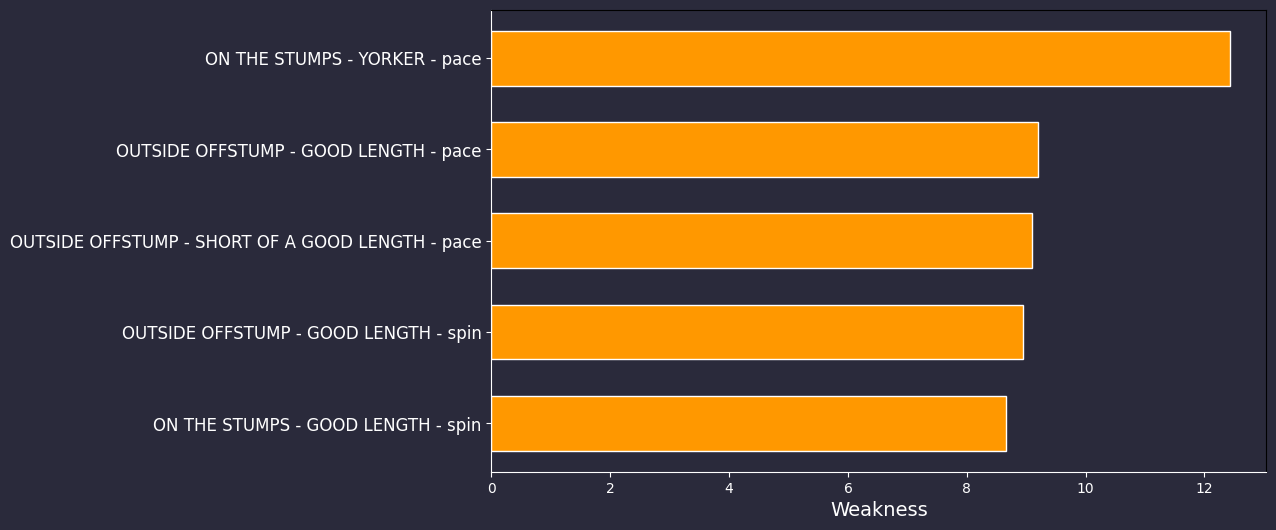 ON THE STUMPS - YORKER - pace
OUTSIDE OFFSTUMP - GOOD LENGTH - pace
OUTSIDE OFFSTUMP - SHORT OF A GOOD LENGTH - pace
OUTSIDE OFFSTUMP - GOOD LENGTH - spin
ON THE STUMPS - GOOD LENGTH - spin
0 2 4 6 8 10 12
Weakness